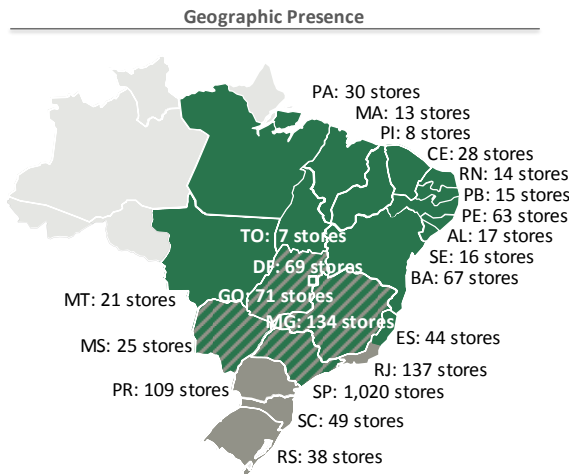 Geographic Presence
PA: 30 stores
MA: 13 stores
PI: 8 stores
CE: 28 stores
RN: 14 stores
PB: 15 stores
PE: 63 stores
AL: 17 stores
SE: 16 stores
BA: 67 stores
TO: 7 stores
DF: 69 stores
GO: 71 stores
MG: 134 stores
MT: 21 stores
MS: 25 stores
ES: 44 stores
RJ: 137 stores
PR: 109 stores
SP: 1,020 stores
SC: 49 stores
RS: 38 stores